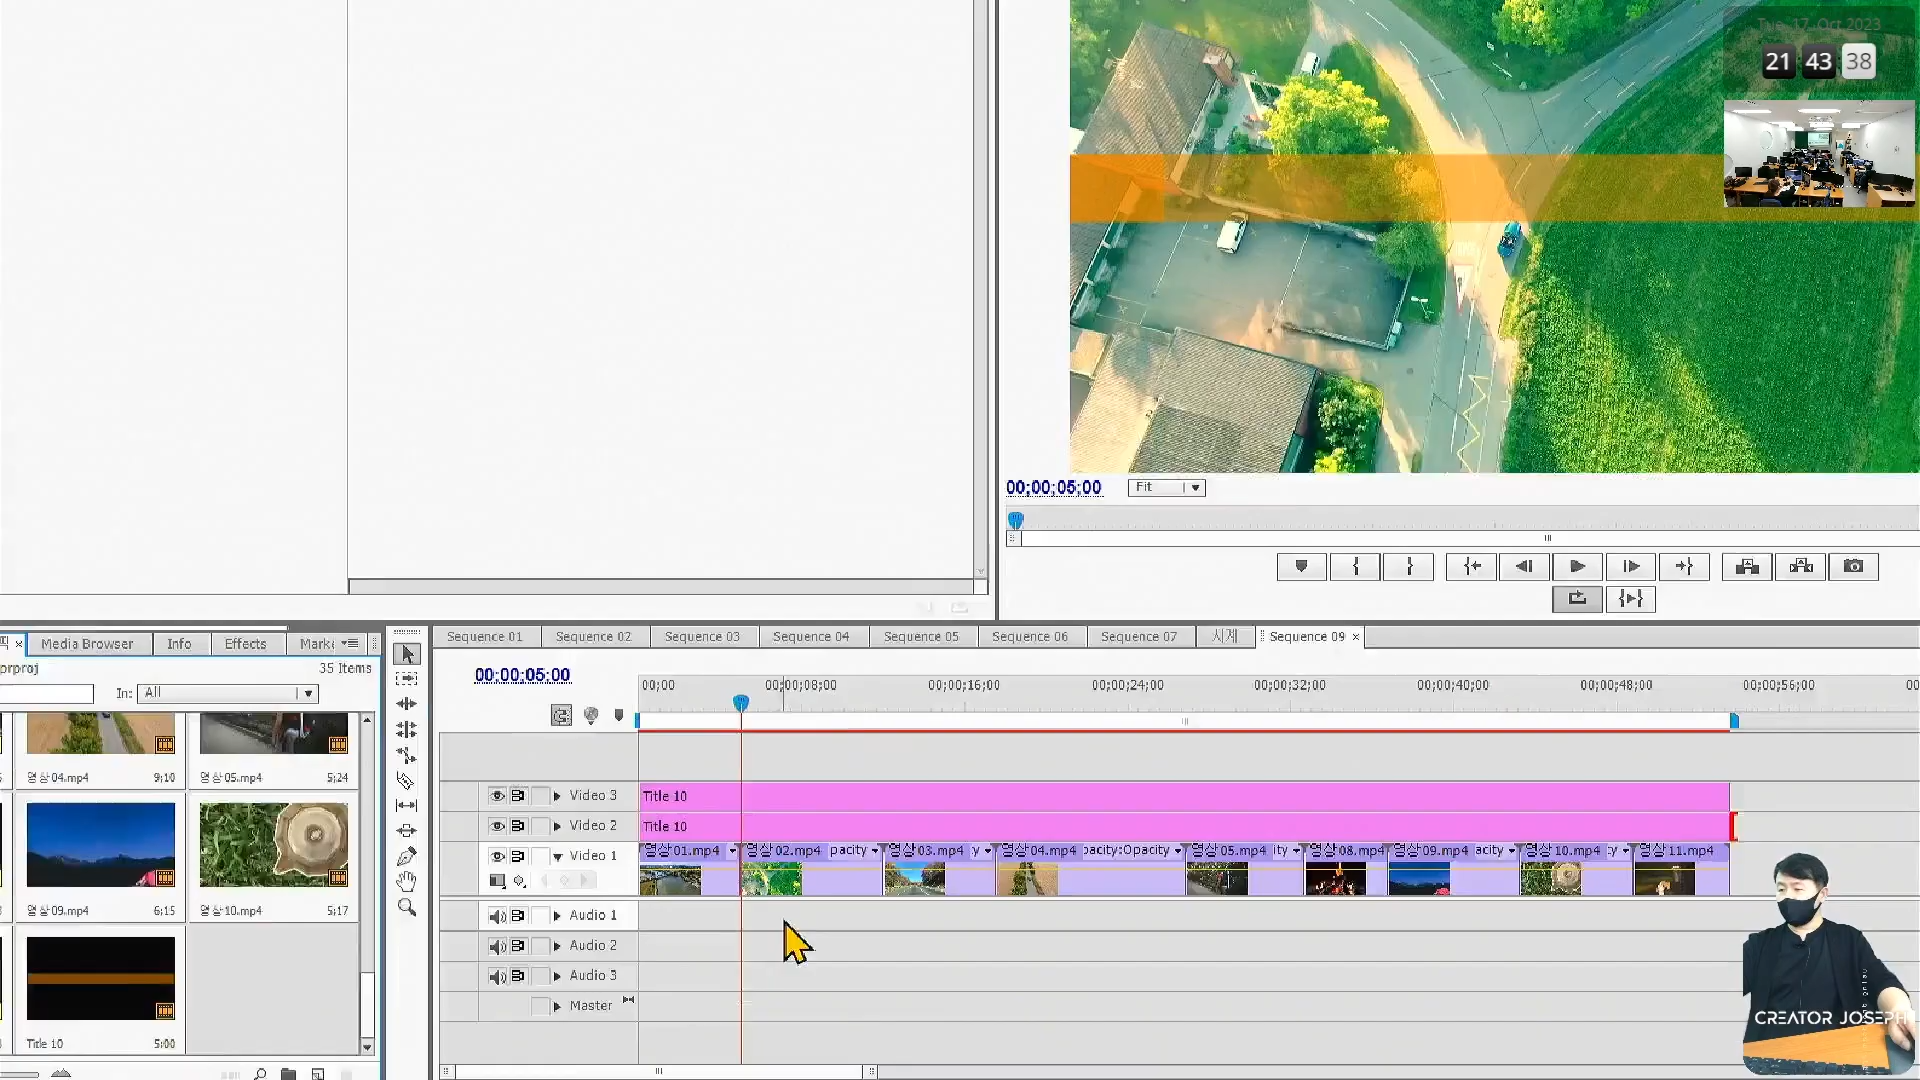 Tue, 17, Oct 2023
21 43 38
00;00;05;00
Fit
Media Browser
Info
Effects
prproj
35 Items
In: All
영상04.mp4 9:10
영상05.mp4 5:24
영상09.mp4 6:15
영상10.mp4 5:17
Title 10 5:00
Sequence 01
Sequence 02
Sequence 03
Sequence 04
Sequence 05
Sequence 06
Sequence 07
시계
Sequence 09
00:00:05:00
00;00
00;00;08;00
00;00;16;00
00;00;24;00
00;00;32;00
00;00;40;00
00;00;48;00
00;00;56;00
Video 3
Title 10
Video 2
Title 10
Video 1
영상01.mp4
영상02.mp4 pacity
영상03.mp4 y
영상04.mp4 pacity:Opacity
영상05.mp4 ity
영상08.mp4
영상09.mp4 acity
영상10.mp4
영상11.mp4
Audio 1
Audio 2
Audio 3
Master
CREATOR JOSEPH